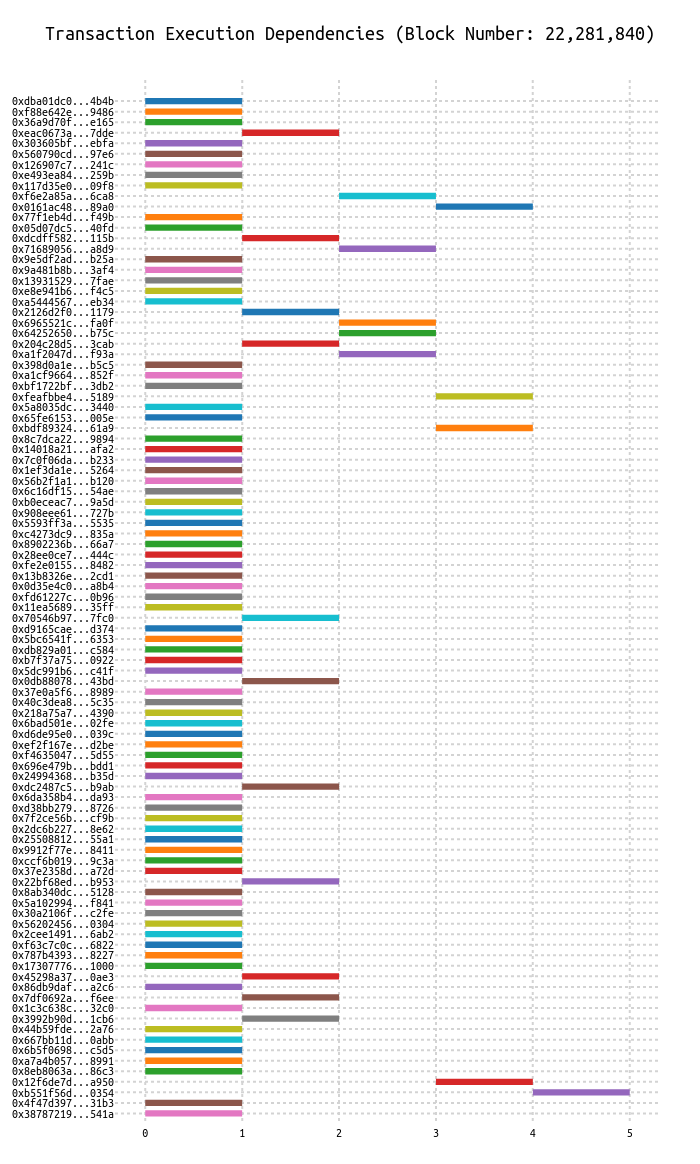 Transaction Execution Dependencies (Block Number: 22,281,840)
0xdba01dc0...4b4b
0xf88e642e...9486
0x36a9d70f...e165
0xeac0673a...7dde
0x303605bf...ebfa
0x560790cd...97e6
0x126907c7...241c
0xe493ea84...259b
0x117d35e0...09f8
0xf6e2a85a...6ca8
0x0161ac48...89a0
0x77f1eb4d...f49b
0x05d07dc5...40fd
0xdcdff582...115b
0x71689056...a8d9
0x9e5df2ad...b25a
0x9a481b8b...3af4
0x13931529...7fae
0xe8e941b6...f4c5
0xa5444567...eb34
0x2126d2f0...1179
0x6965521c...fa0f
0x64252650...b75c
0x204c28d5...3cab
0xa1f2047d...f93a
0x398d0a1e...b5c5
0xa1cf9664...852f
0xbf1722bf...3db2
0xfeafbbe4...5189
0x5a8035dc...3440
0x65fe6153...005e
0xbdf89324...61a9
0x8c7dca22...9894
0x14018a21...afa2
0x7c0f06da...b233
0x1ef3da1e...5264
0x56b2f1a1...b120
0x6c16df15...54ae
0xb0eceac7...9a5d
0x908eee61...727b
0x5593ff3a...5535
0xc4273dc9...835a
0x8902236b...66a7
0x28ee0ce7...444c
0xfe2e0155...8482
0x13b8326e...2cd1
0x0d35e4c0...a8b4
0xfd61227c...0b96
0x11ea5689...35ff
0x70546b97...7fc0
0xd9165cae...d374
0x5bc6541f...6353
0xdb829a01...c584
0xb7f37a75...0922
0x5dc991b6...c41f
0x0db88078...43bd
0x37e0a5f6...8989
0x40c3dea8...5c35
0x218a75a7...4390
0x6bad501e...02fe
0xd6de95e0...039c
0xef2f167e...d2be
0xf4635047...5d55
0x696e479b...bdd1
0x24994368...b35d
0xdc2487c5...b9ab
0x6da358b4...da93
0xd38bb279...8726
0x7f2ce56b...cf9b
0x2dc6b227...8e62
0x25508812...55a1
0x9912f77e...8411
0xccf6b019...9c3a
0x37e2358d...a72d
0x22bf68ed...b953
0x8ab340dc...5128
0x5a102994...f841
0x30a2106f...c2fe
0x56202456...0304
0x2cee1491...6ab2
0xf63c7c0c...6822
0x787b4393...8227
0x17307776...1000
0x45298a37...0ae3
0x86db9daf...a2c6
0x7df0692a...f6ee
0x1c3c638c...32c0
0x3992b90d...1cb6
0x44b59fde...2a76
0x667bb11d...0abb
0x6b5f0698...c5d5
0xa7a4b057...8991
0x8eb8063a...86c3
0x12f6de7d...a950
0xb551f56d...0354
0x4f47d397...31b3
0x38787219...541a
0 1 2 3 4 5